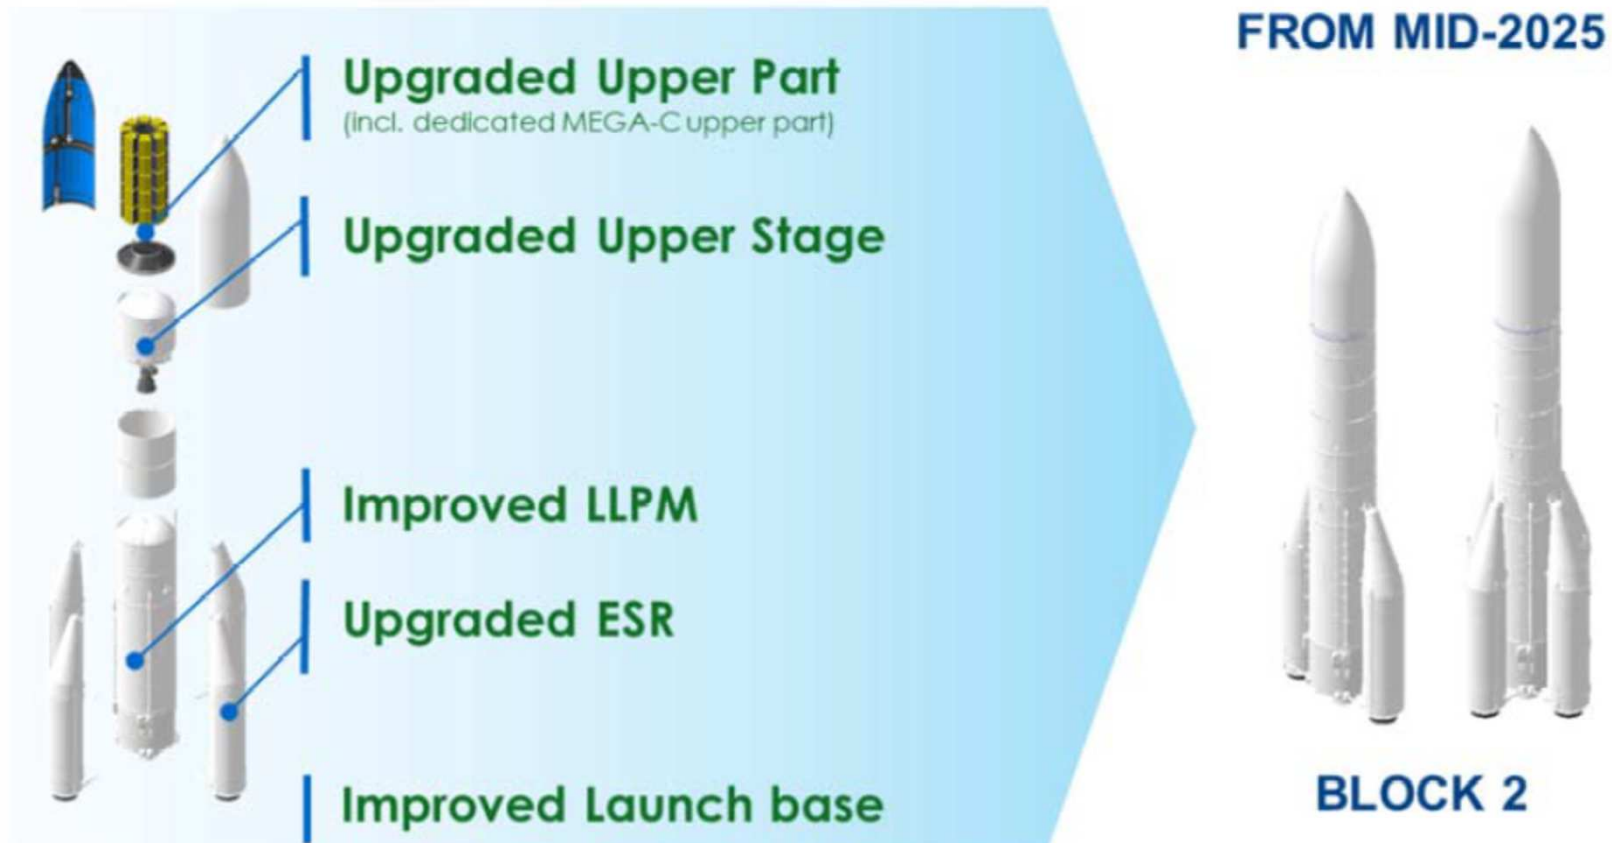 FROM MID-2025
Upgraded Upper Part
(incl. dedicated MEGA-C upper part)
Upgraded Upper Stage
Improved LLPM
Upgraded ESR
Improved Launch base
BLOCK 2